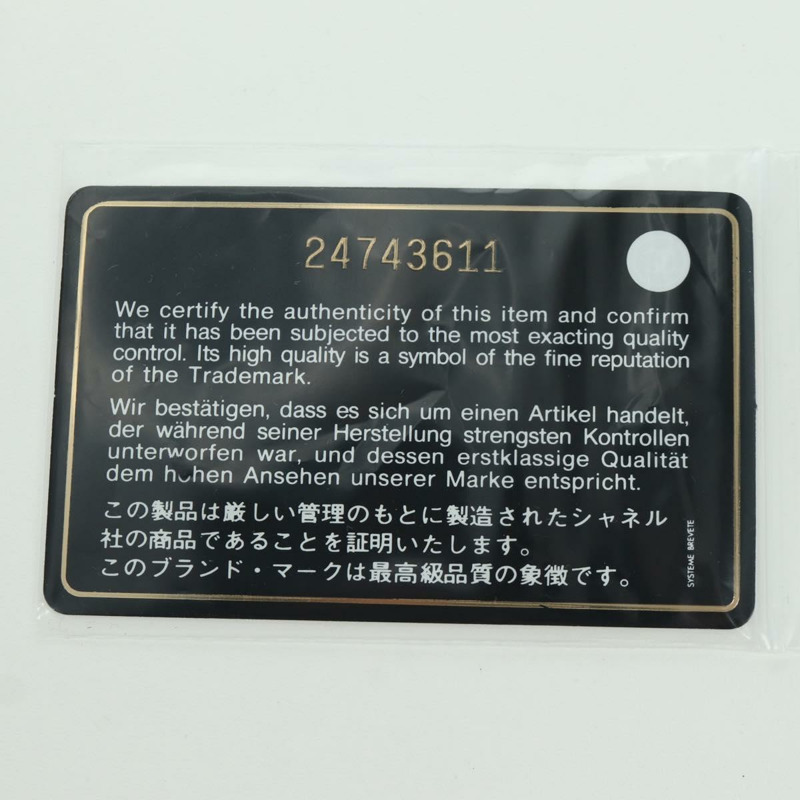 24743611
We certify the authenticity of this item and confirm
that it has been subjected to the most exacting quality
control. Its high quality is a symbol of the fine reputation
of the Trademark.
Wir bestätigen, dass es sich um einen Artikel handelt,
der während seiner Herstellung strengsten Kontrollen
unterworfen war, und dessen erstklassige Qualität
dem hohen Ansehen unserer Marke entspricht.
この製品は厳しい管理のもとに製造されたシャネル
社の商品であることを証明いたします。
このブランド・マークは最高級品質の象徴です。
SYSTEME BREVETE